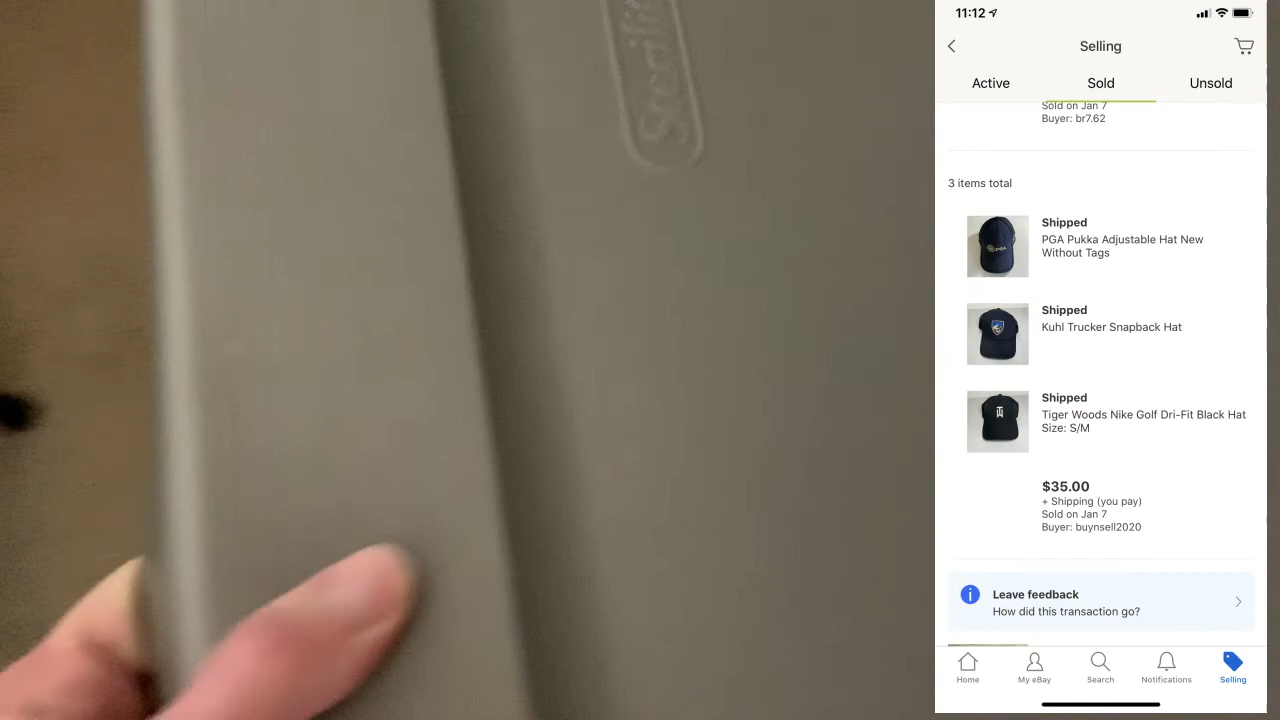 11:12
Selling
Active
Sold
Unsold
Sold on Jan 7
Buyer: br7.62
3 items total
Shipped
PGA Pukka Adjustable Hat New
Without Tags
Shipped
Kuhl Trucker Snapback Hat
Shipped
Tiger Woods Nike Golf Dri-Fit Black Hat
Size: S/M
$35.00
+ Shipping (you pay)
Sold on Jan 7
Buyer: buynsell2020
Leave feedback
How did this transaction go?
Home
My eBay
Search
Notifications
Selling